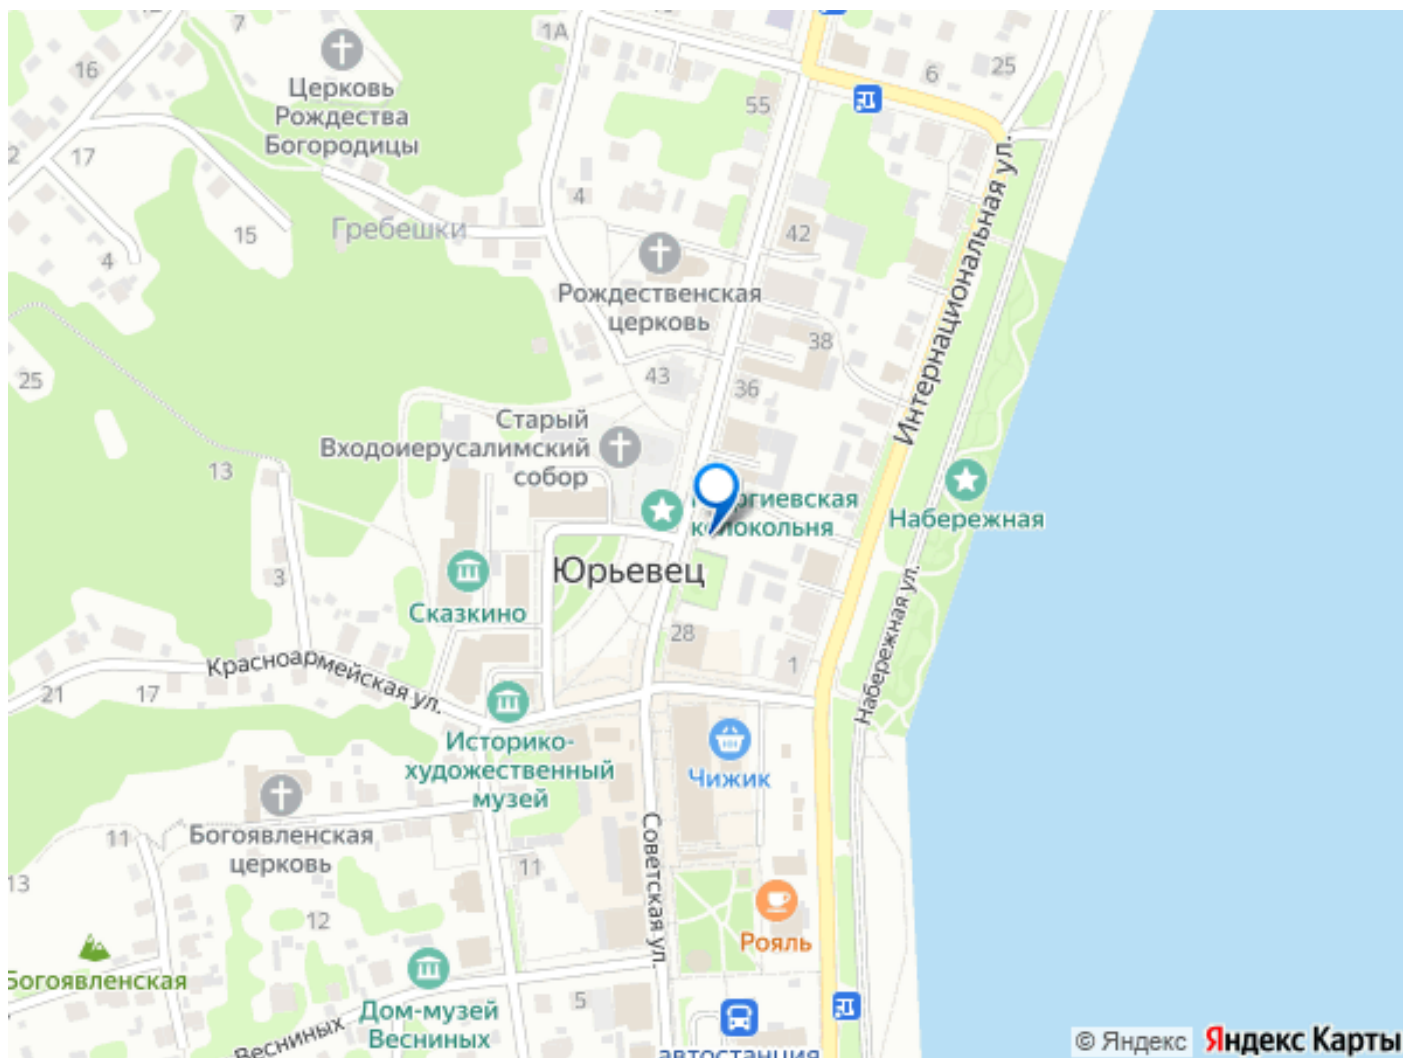 7
1А
16
Церковь
Рождества
Богородицы
6
25
55
17
4
Гребешки
15
4
42
Рождественская
церковь
Интернациональная ул.
38
25
43
36
Старый
Входоиерусалимский
собор
13
колокольня
Набережная
Юрьевец
3
Сказкино
Набережная ул.
28
1
Красноармейская ул.
21
17
Историко-
художественный
музей
Чижик
Богоявленская
церковь
11
Советская ул.
11
13
12
Рояль
Богоявленская
Дом-музей
Весниных
5
Весниных
автостанция
© Яндекс Яндекс Карты